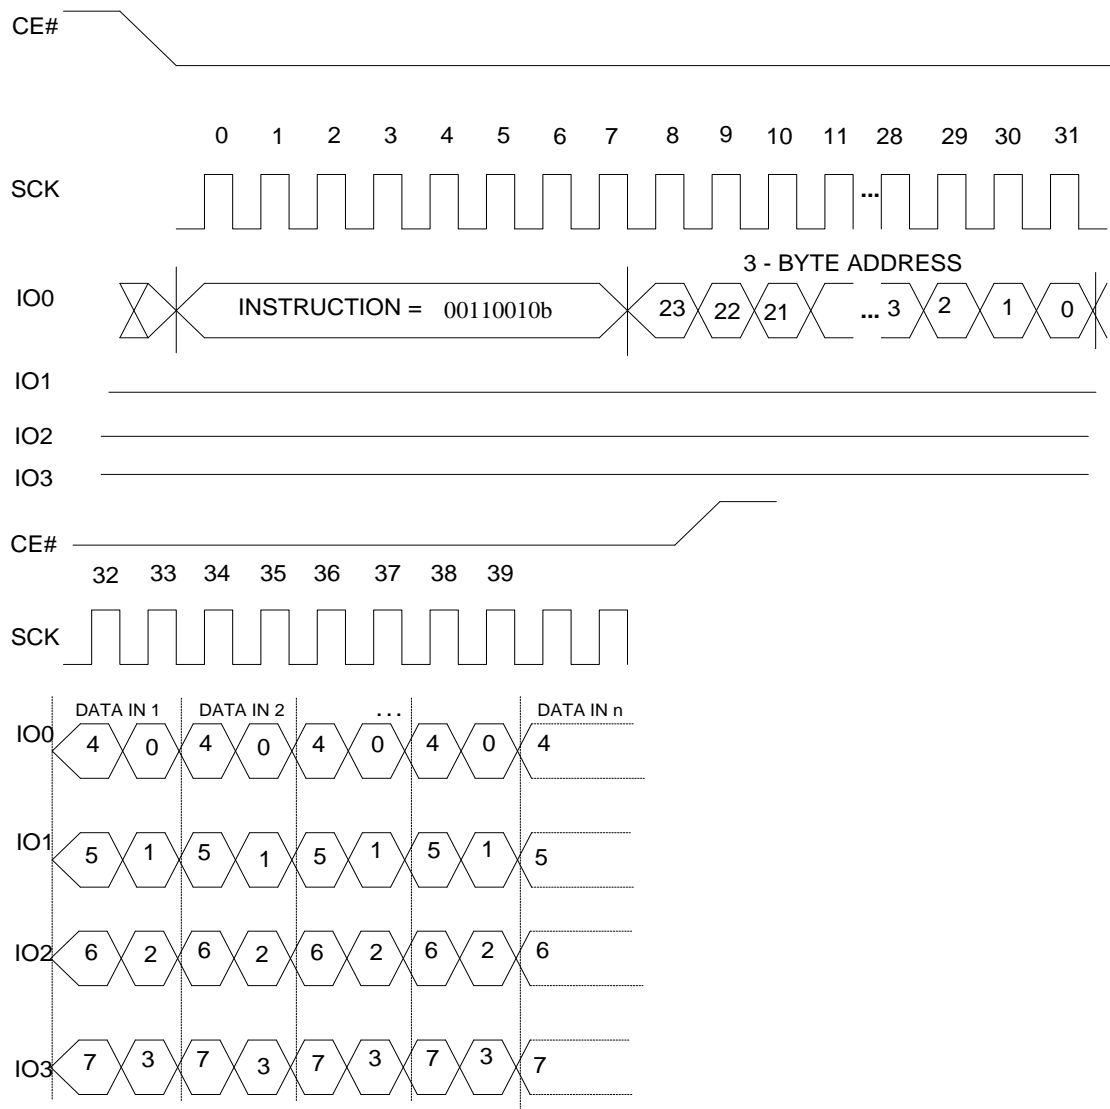 CE#
0 1 2 3 4 5 6 7 8 9 10 11 28 29 30 31
SCK ...
3 - BYTE ADDRESS
IO0 INSTRUCTION = 00110010b 23 22 21 ... 3 2 1 0
IO1
IO2
IO3
CE#
32 33 34 35 36 37 38 39
SCK
DATA IN 1 DATA IN 2 ... DATA IN n
IO0 4 0 4 0 4 0 4 0 4
IO1 5 1 5 1 5 1 5 1 5
IO2 6 2 6 2 6 2 6 2 6
IO3 7 3 7 3 7 3 7 3 7